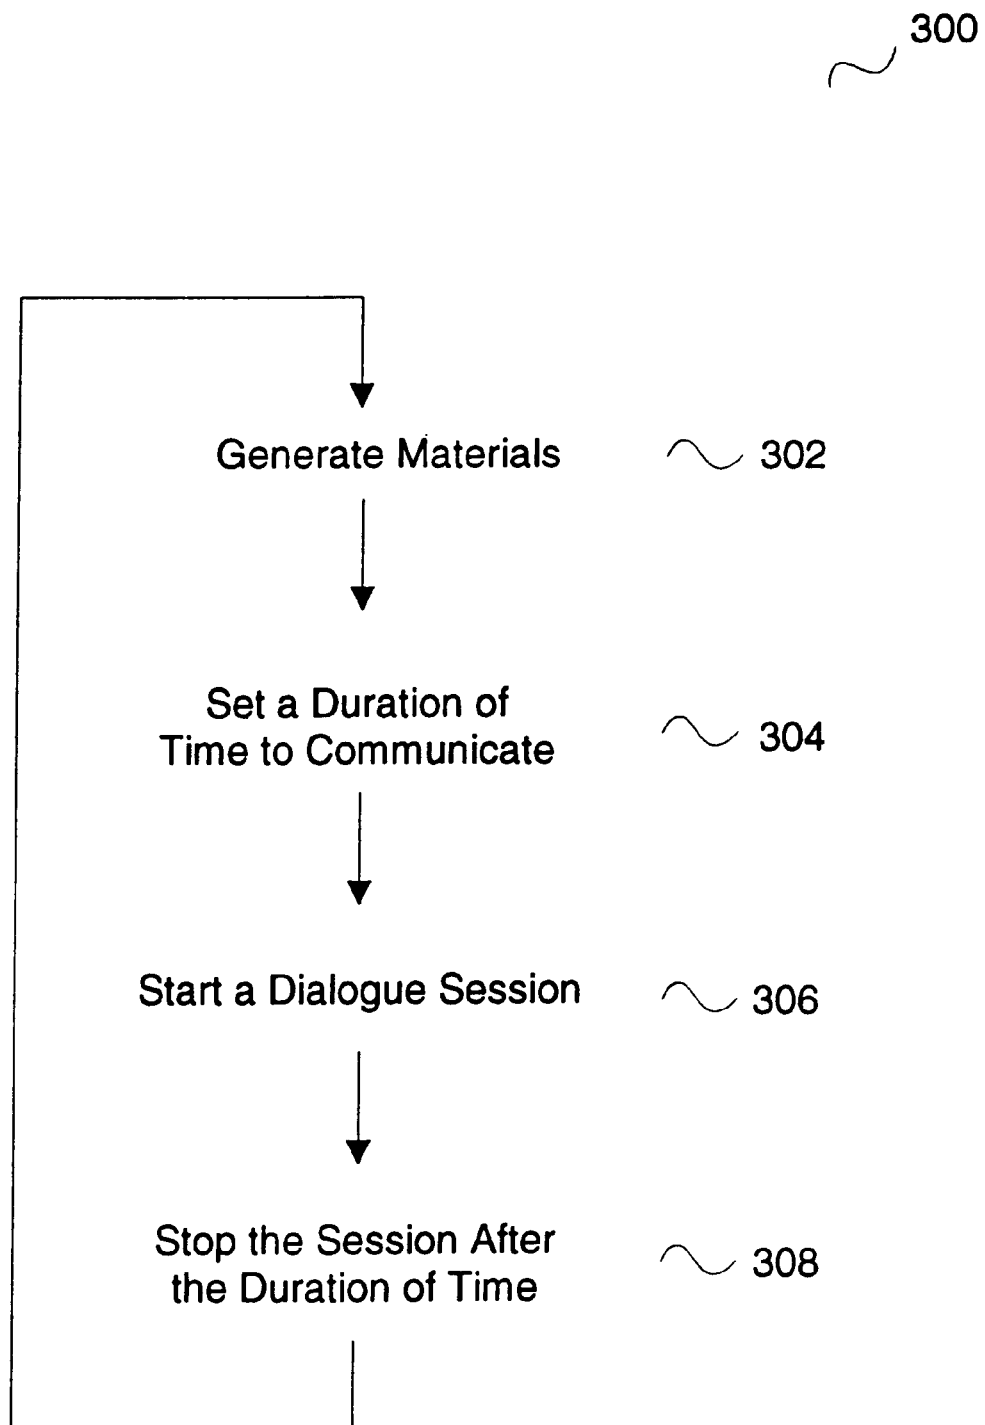 300
Generate Materials 302
Set a Duration of
Time to Communicate 304
Start a Dialogue Session 306
Stop the Session After
the Duration of Time 308